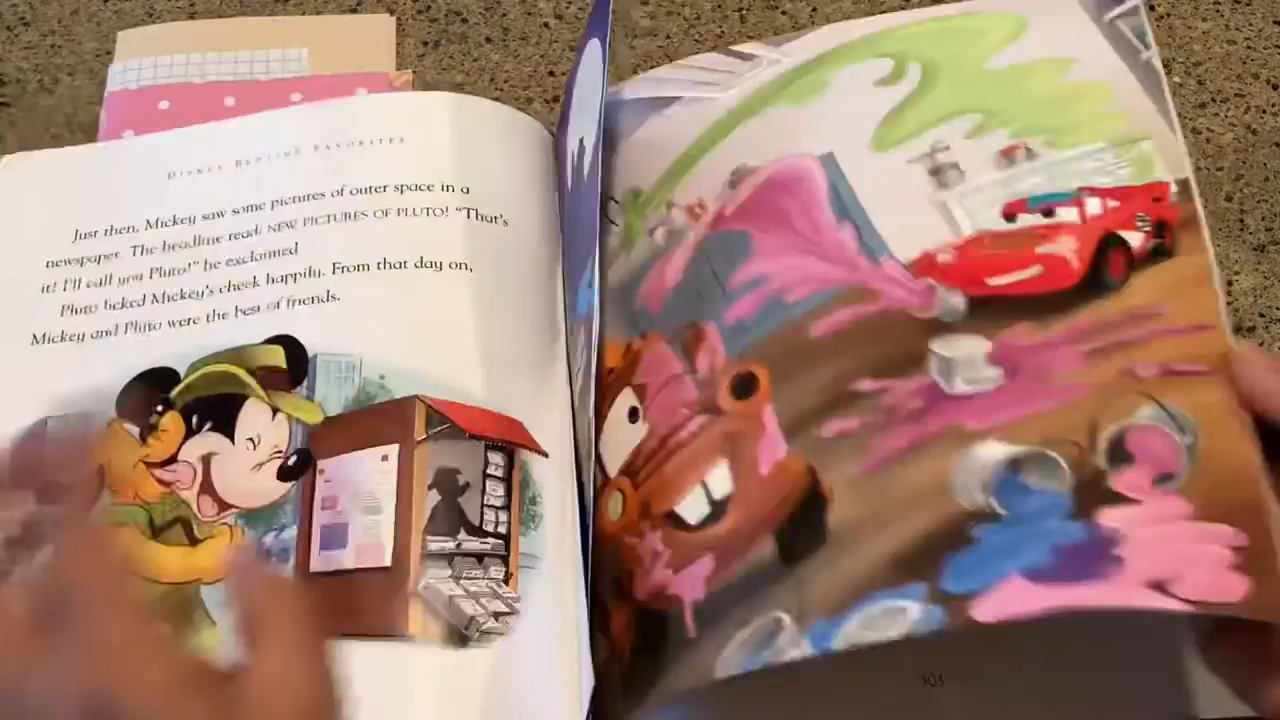 DISNEY BEDTIME FAVORITES
Just then, Mickey saw some pictures of outer space in a
newspaper. The headline read NEW PICTURES OF PLUTO! "That's
it! I'll call you Pluto!" he exclaimed
Pluto licked Mickey's cheek happily. From that day on,
Mickey and Pluto were the best of friends.
103